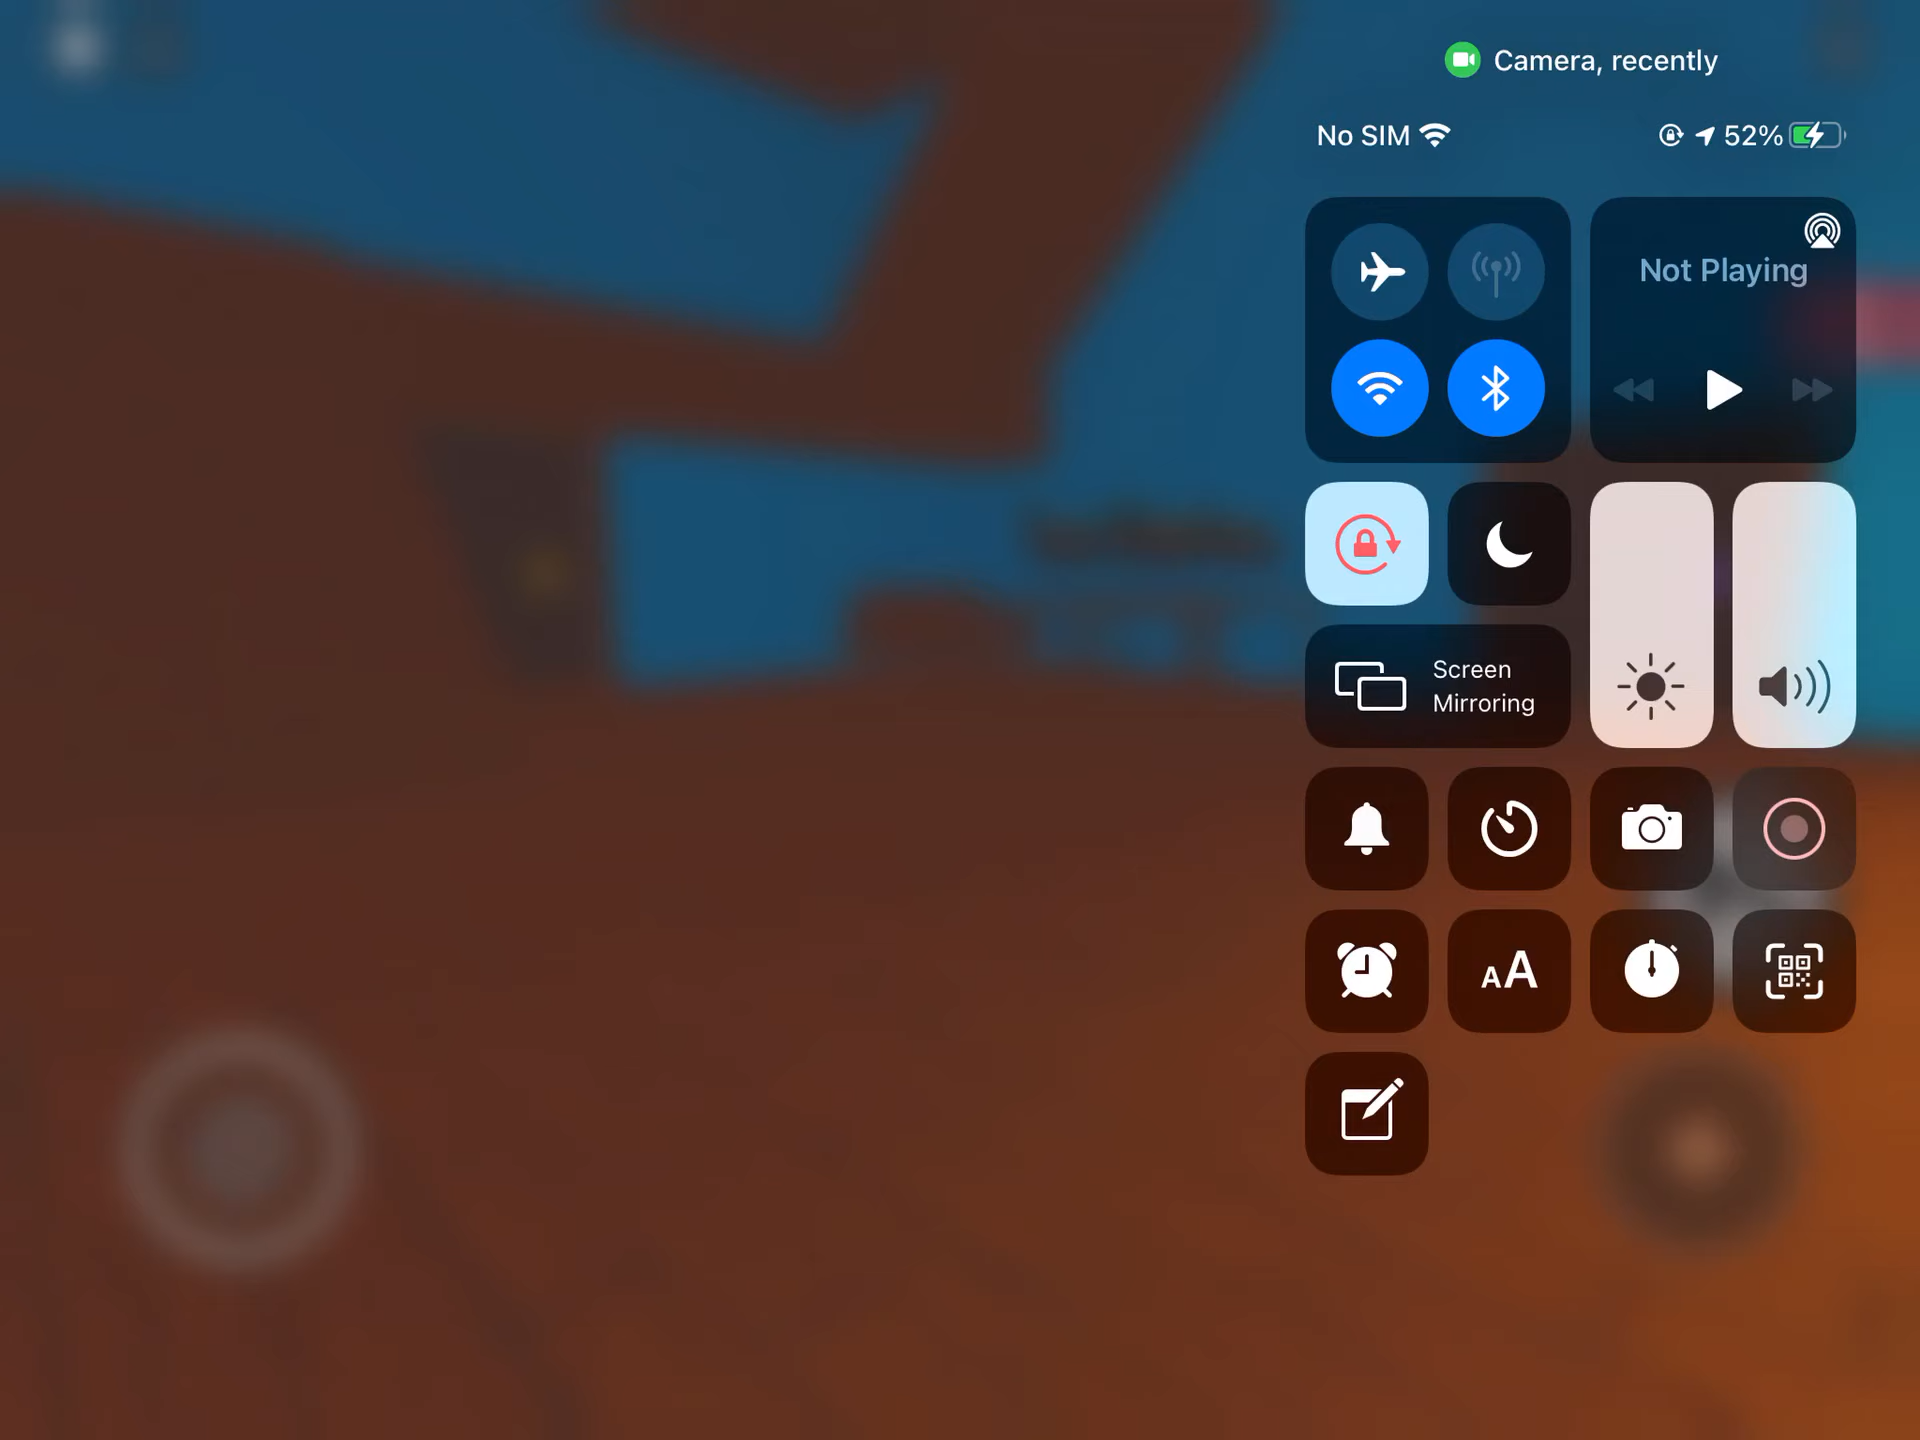 Camera, recently
No SIM 52%
Not Playing
Screen
Mirroring
AA